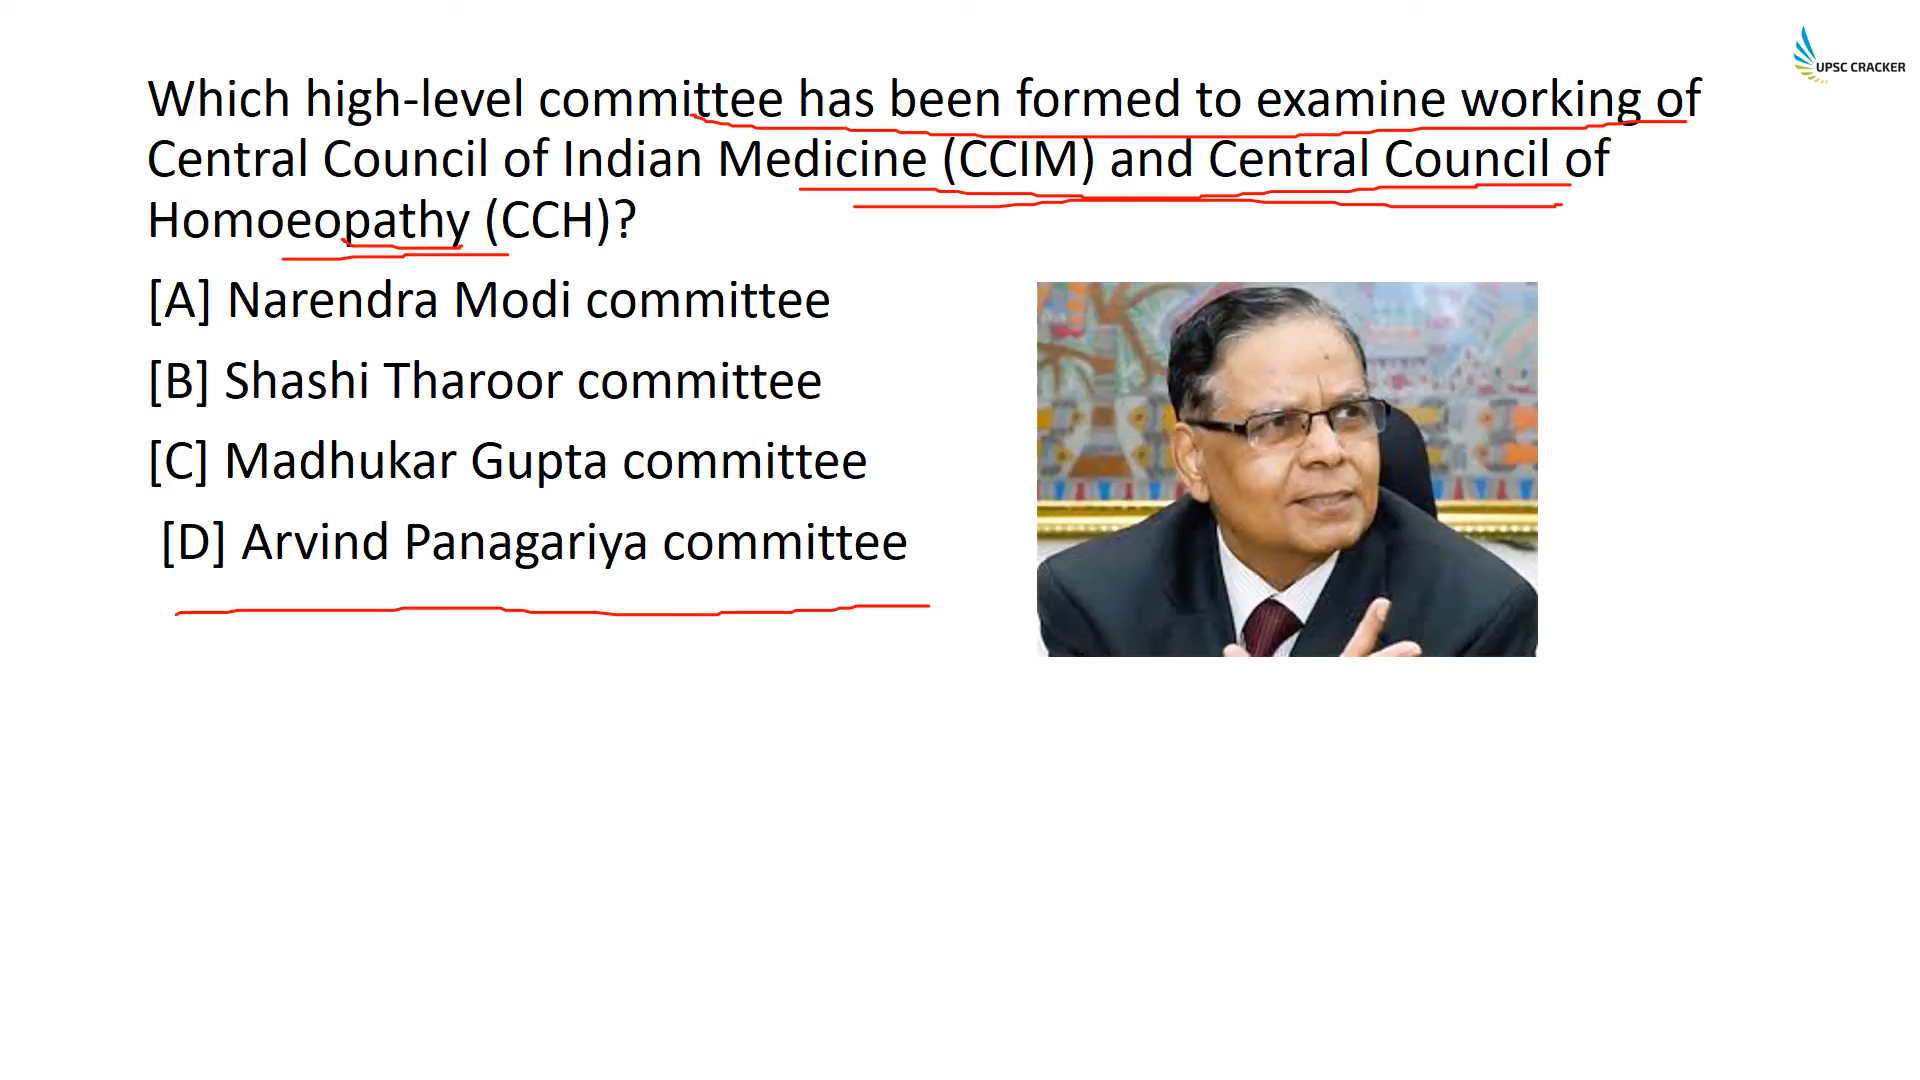 UPSC CRACKER
Which high-level committee has been formed to examine working of
Central Council of Indian Medicine (CCIM) and Central Council of
Homoeopathy (CCH)?
[A] Narendra Modi committee
[B] Shashi Tharoor committee
[C] Madhukar Gupta committee
[D] Arvind Panagariya committee